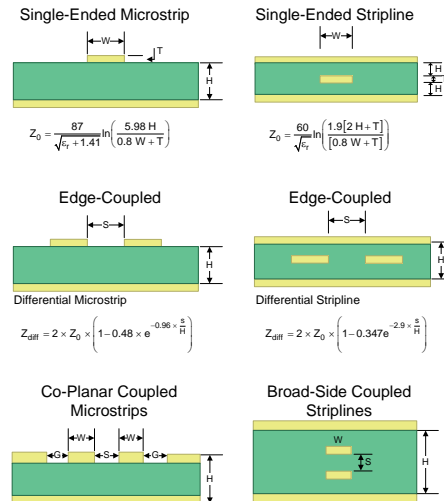 Single-Ended Microstrip
W
T
H
Z0 = 87 / √(εr + 1.41) ln(5.98 H / 0.8 W + T)
Single-Ended Stripline
W
H
T
H
Z0 = 60 / √εr ln(1.9[2 H+T] / [0.8 W+T])
Edge-Coupled
S
H
Differential Microstrip
Zdiff = 2 × Z0 × (1− 0.48 × e^(−0.96 × s/H))
Edge-Coupled
S
H
Differential Stripline
Zdiff = 2 × Z0 × (1− 0.347e^(−2.9 × s/H))
Co-Planar Coupled
Microstrips
W W
G S G
H
Broad-Side Coupled
Striplines
W
S
H